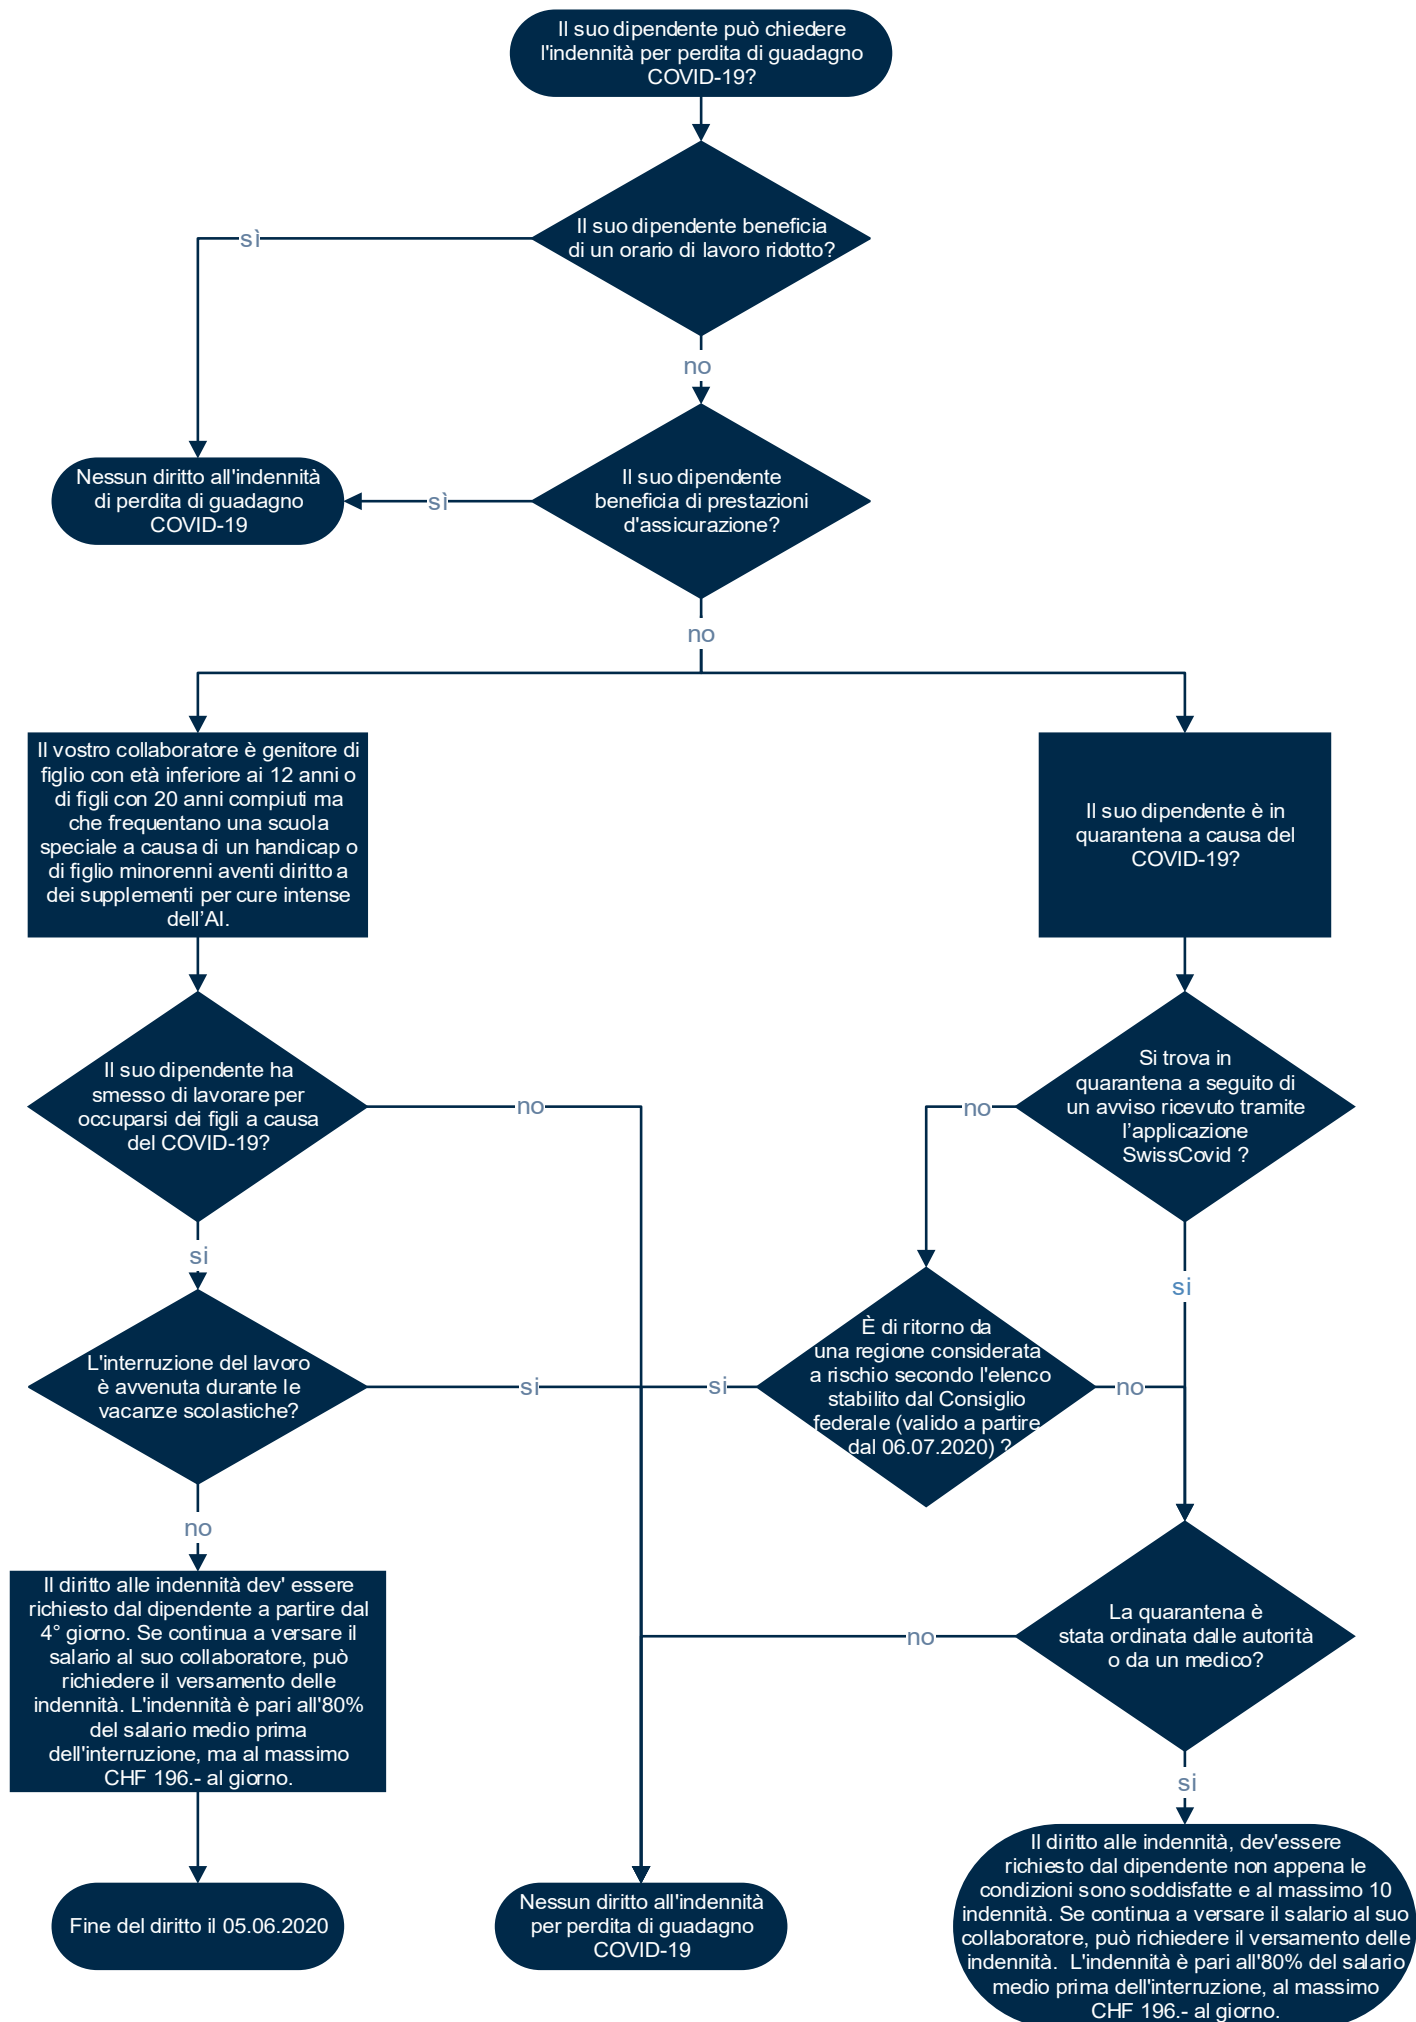 Il suo dipendente può chiedere
l'indennità per perdita di guadagno
COVID-19?
Il suo dipendente beneficia
di un orario di lavoro ridotto?
sì
no
Nessun diritto all'indennità
di perdita di guadagno
COVID-19
sì
Il suo dipendente
beneficia di prestazioni
d'assicurazione?
no
Il vostro collaboratore è genitore di
figlio con età inferiore ai 12 anni o
di figli con 20 anni compiuti ma
che frequentano una scuola
speciale a causa di un handicap o
di figlio minorenni aventi diritto a
dei supplementi per cure intense
dell’AI.
Il suo dipendente è in
quarantena a causa del
COVID-19?
Il suo dipendente ha
smesso di lavorare per
occuparsi dei figli a causa
del COVID-19?
no
si
Si trova in
quarantena a seguito di
un avviso ricevuto tramite
l’applicazione
SwissCovid ?
no
si
L'interruzione del lavoro
è avvenuta durante le
vacanze scolastiche?
si
no
È di ritorno da
una regione considerata
a rischio secondo l'elenco
stabilito dal Consiglio
federale (valido a partire
dal 06.07.2020) ?
si
no
Il diritto alle indennità dev' essere
richiesto dal dipendente a partire dal
4° giorno. Se continua a versare il
salario al suo collaboratore, può
richiedere il versamento delle
indennità. L'indennità è pari all'80%
del salario medio prima
dell'interruzione, ma al massimo
CHF 196.- al giorno.
La quarantena è
stata ordinata dalle autorità
o da un medico?
no
si
Fine del diritto il 05.06.2020
Nessun diritto all'indennità
per perdita di guadagno
COVID-19
Il diritto alle indennità, dev'essere
richiesto dal dipendente non appena le
condizioni sono soddisfatte e al massimo 10
indennità. Se continua a versare il salario al suo
collaboratore, può richiedere il versamento delle
indennità.  L'indennità è pari all'80% del salario
medio prima dell'interruzione, al massimo
CHF 196.- al giorno.